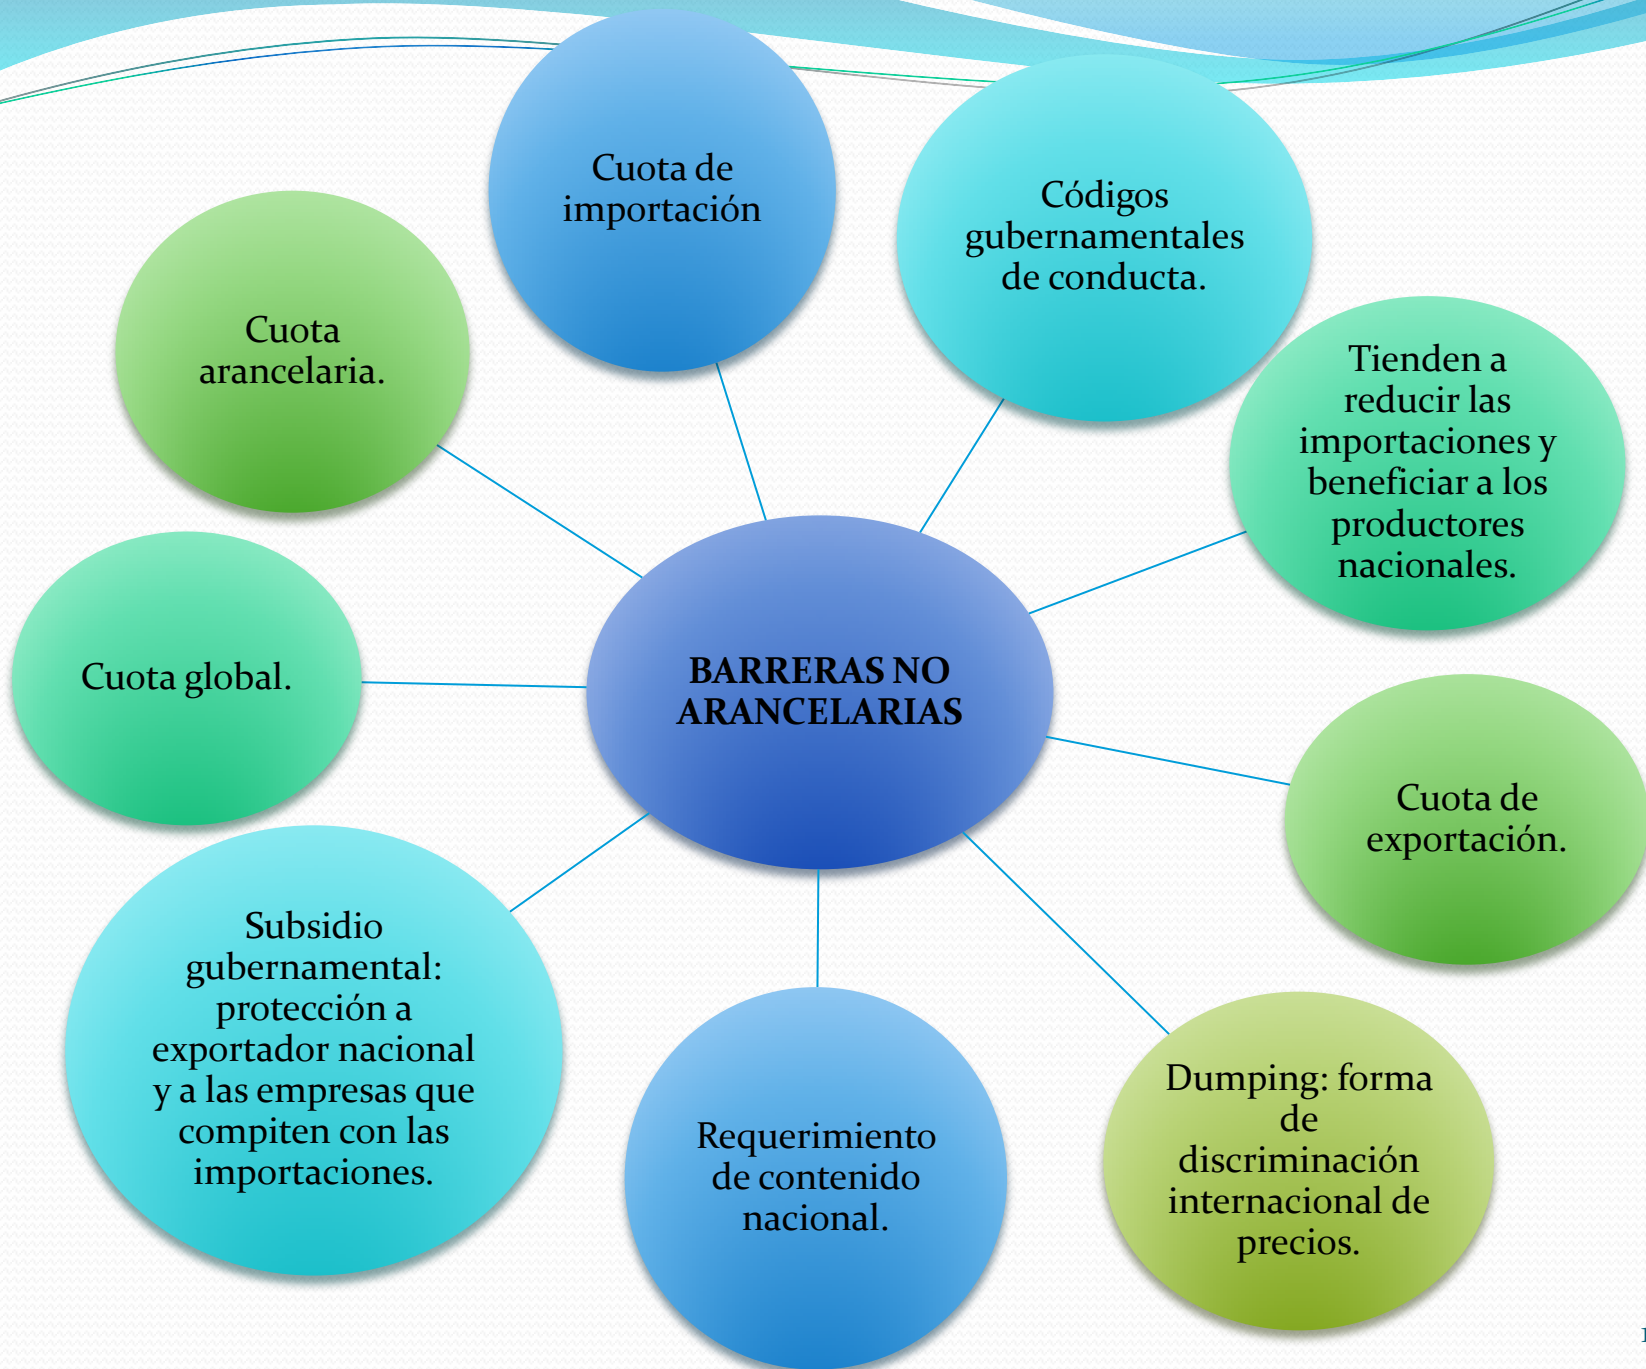 Cuota de
importación
Códigos
gubernamentales
de conducta.
Tienden a
reducir las
importaciones y
beneficiar a los
productores
nacionales.
Cuota de
exportación.
Dumping: forma
de
discriminación
internacional de
precios.
Requerimiento
de contenido
nacional.
Subsidio
gubernamental:
protección a
exportador nacional
y a las empresas que
compiten con las
importaciones.
Cuota global.
Cuota
arancelaria.
BARRERAS NO
ARANCELARIAS